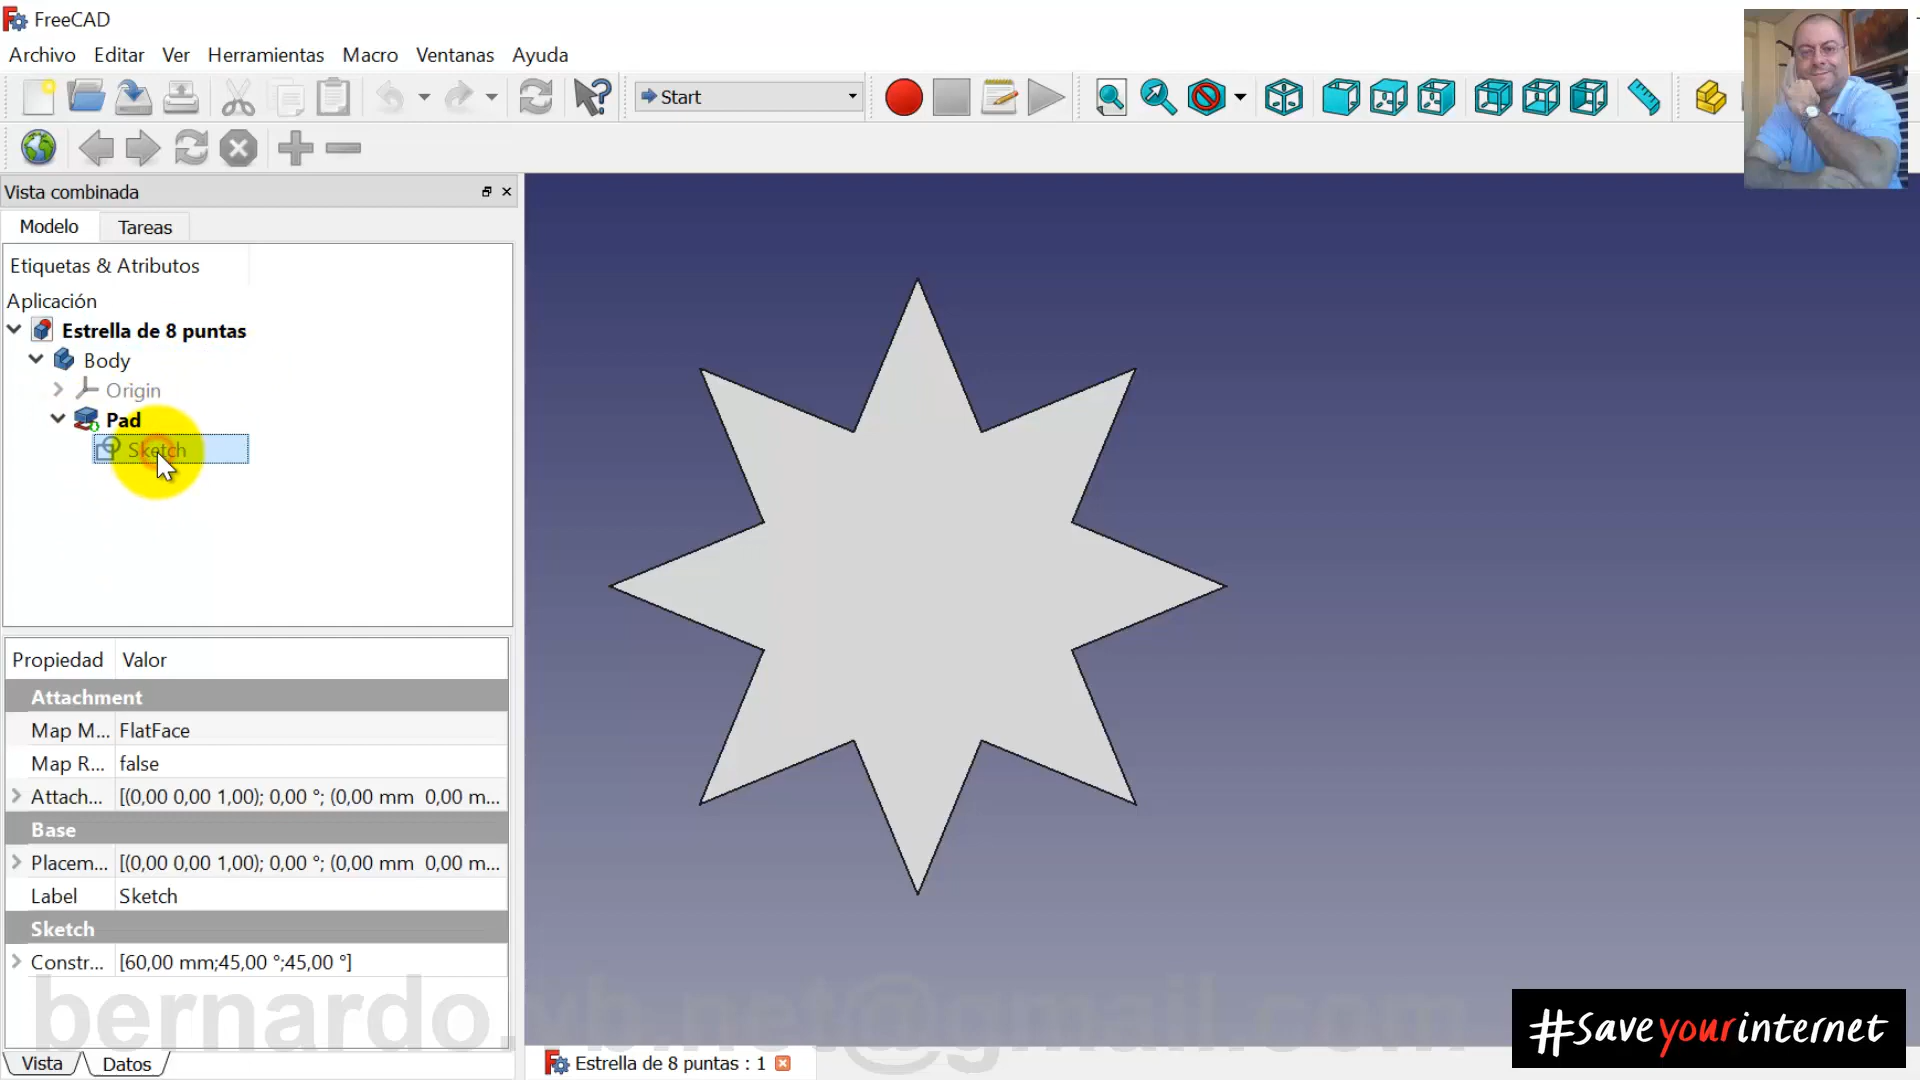 FreeCAD
Archivo Editar Ver Herramientas Macro Ventanas Ayuda
Start
Vista combinada
Modelo Tareas
Etiquetas & Atributos
Aplicación
Estrella de 8 puntas
Body
Origin
Pad
Sketch
Propiedad Valor
Attachment
Map M... FlatFace
Map R... false
Attach... [(0,00 0,00 1,00); 0,00 °; (0,00 mm 0,00 m...
Base
Placem... [(0,00 0,00 1,00); 0,00 °; (0,00 mm 0,00 m...
Label Sketch
Sketch
Constr... [60,00 mm;45,00 °;45,00 °]
bernardo.vb.net@gmail.com
#Saveyourinternet
Vista Datos
Estrella de 8 puntas : 1